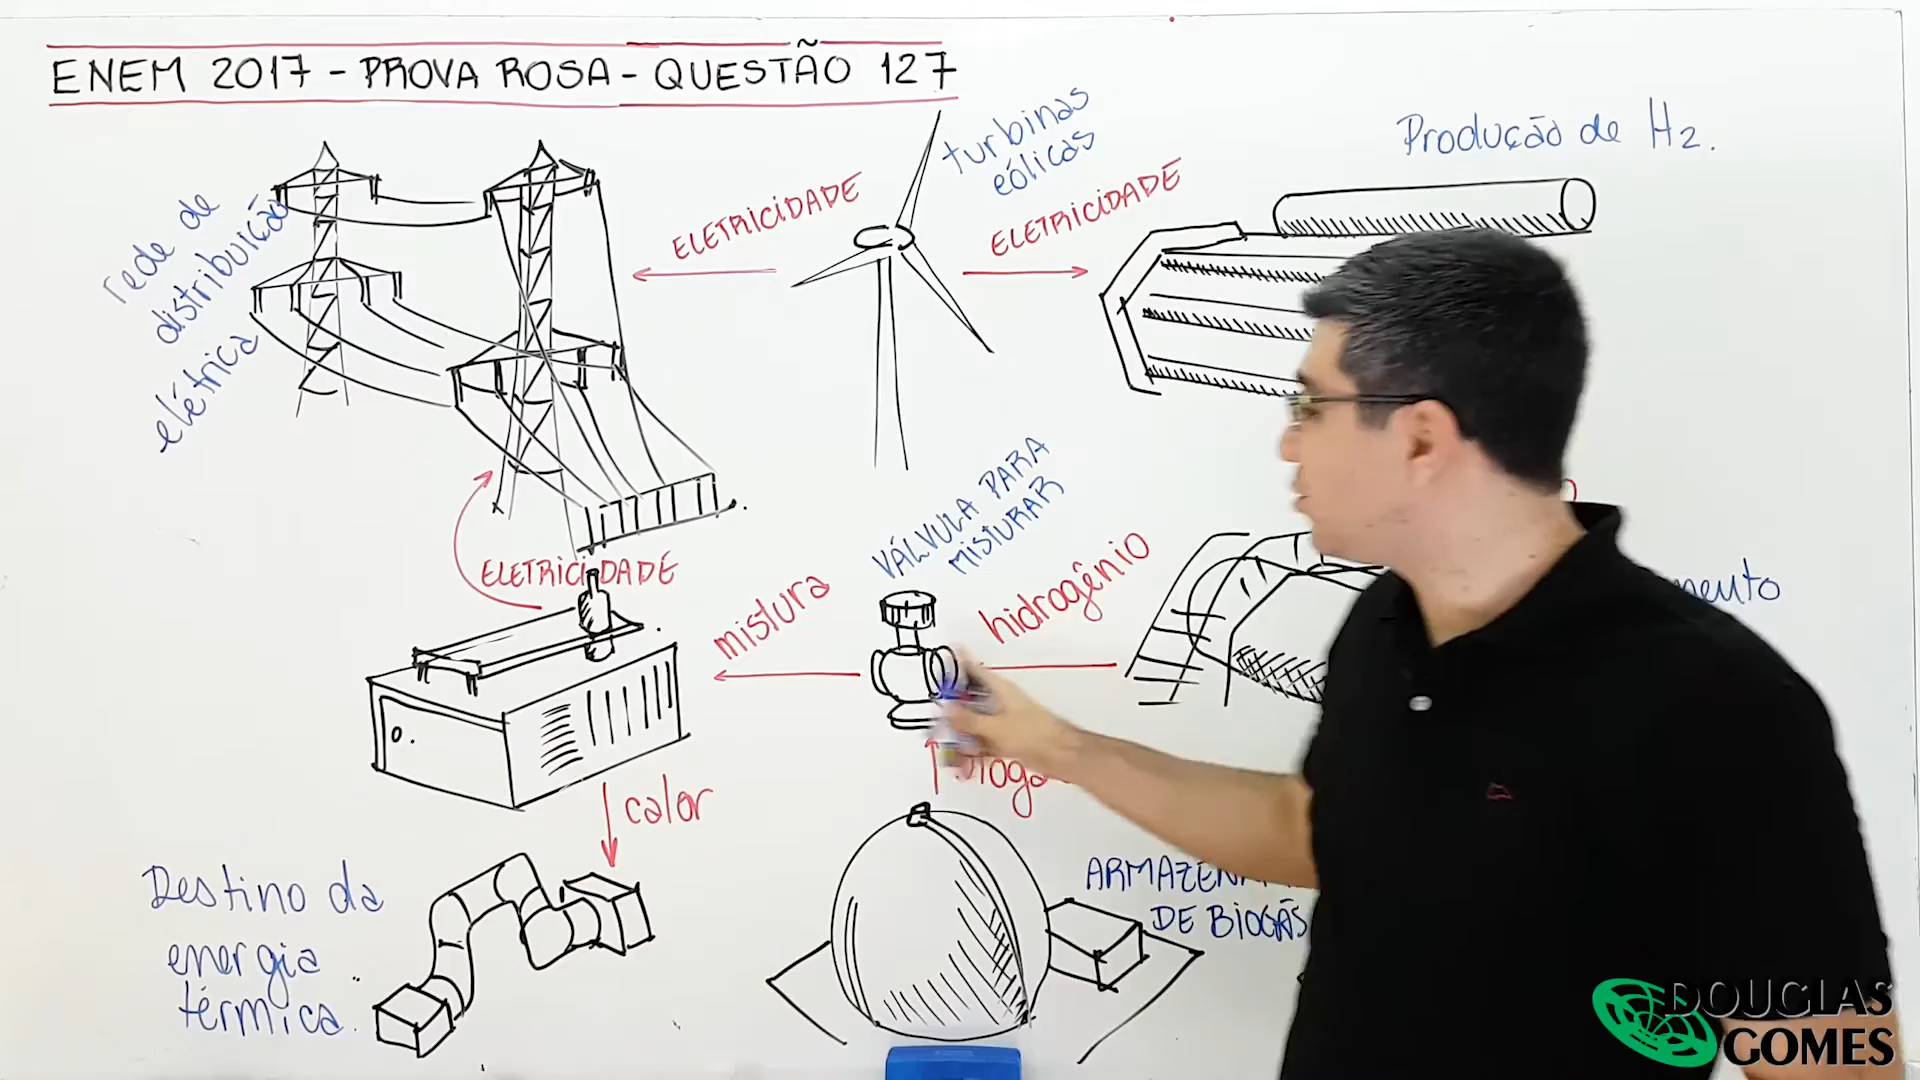 ENEM 2017 - PROVA ROSA - QUESTÃO 127
turbinas
eólicas
Produção de H2.
rede de
distribuição
elétrica
ELETRICIDADE
ELETRICIDADE
VÁLVULA PARA
MISTURAR
ELETRICIDADE
mistura
hidrogênio
calor
Destino da
energia
térmica.
DE BIOGÁS
DOUGLAS
GOMES